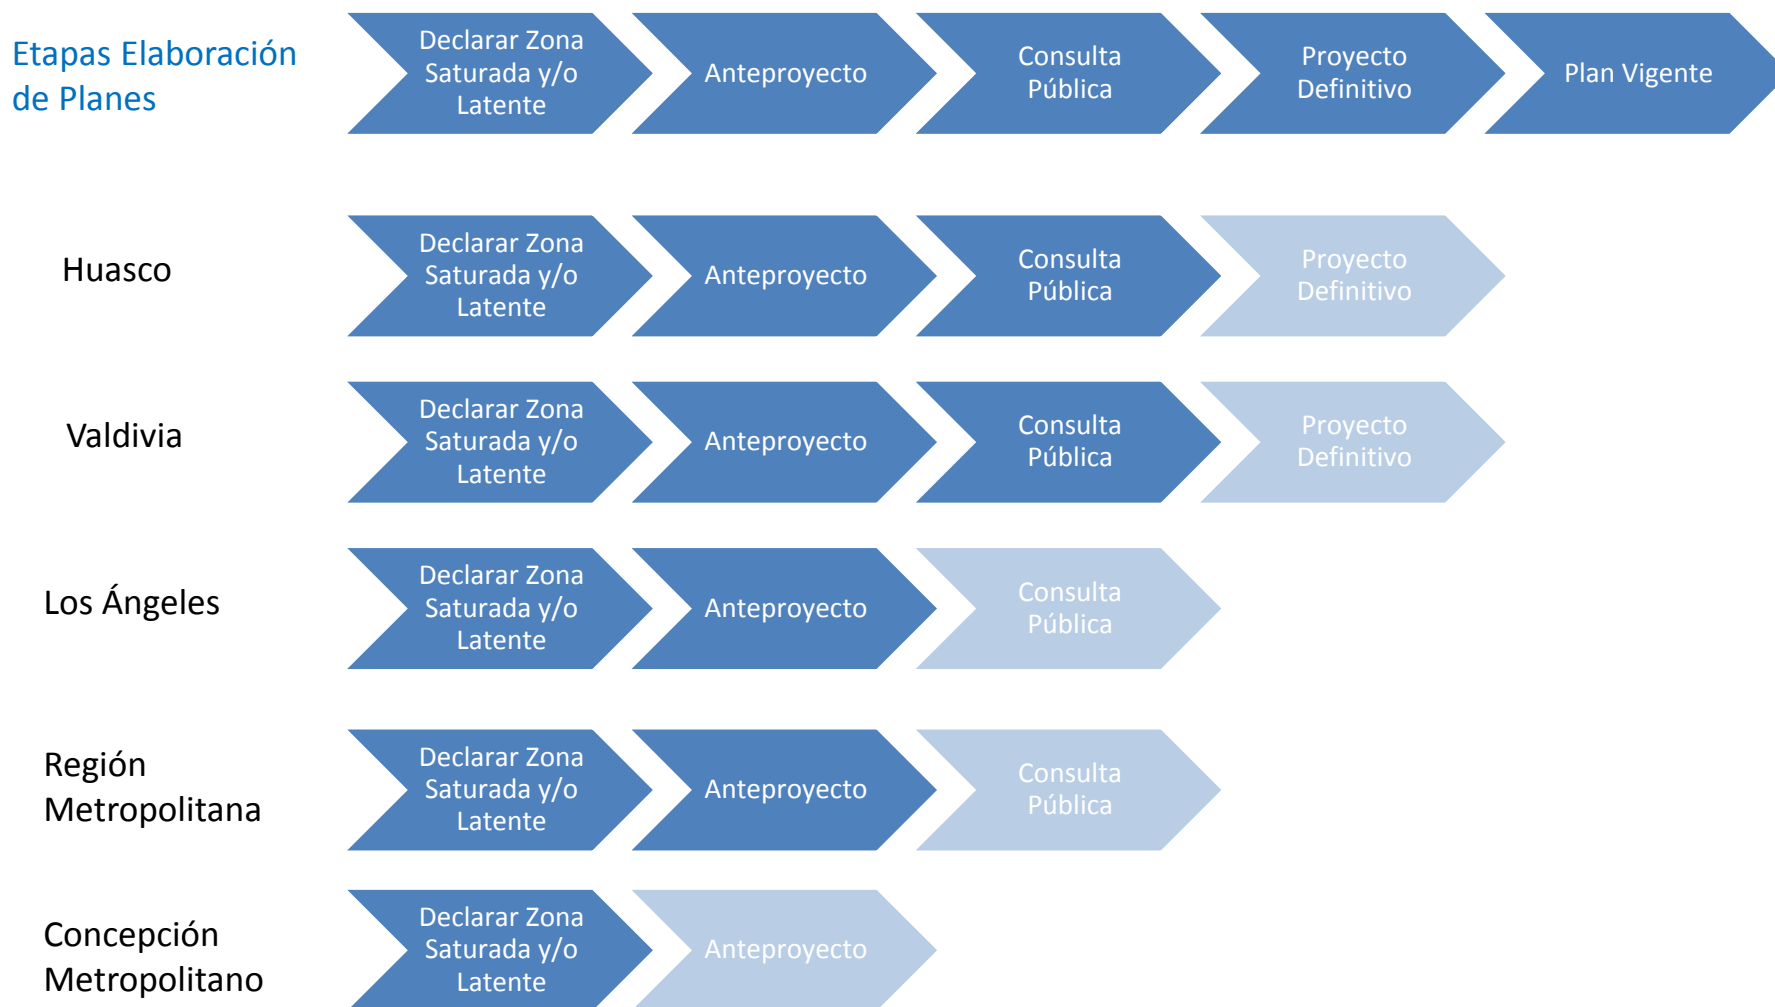 Etapas Elaboración
de Planes
Declarar Zona
Saturada y/o
Latente
Anteproyecto
Consulta
Pública
Proyecto
Definitivo
Plan Vigente
Huasco
Declarar Zona
Saturada y/o
Latente
Anteproyecto
Consulta
Pública
Proyecto
Definitivo
Valdivia
Declarar Zona
Saturada y/o
Latente
Anteproyecto
Consulta
Pública
Proyecto
Definitivo
Los Ángeles
Declarar Zona
Saturada y/o
Latente
Anteproyecto
Consulta
Pública
Región
Metropolitana
Declarar Zona
Saturada y/o
Latente
Anteproyecto
Consulta
Pública
Concepción
Metropolitano
Declarar Zona
Saturada y/o
Latente
Anteproyecto